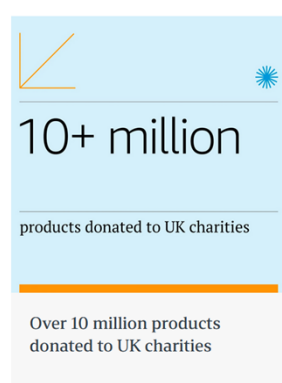 10+ million
products donated to UK charities
Over 10 million products
donated to UK charities